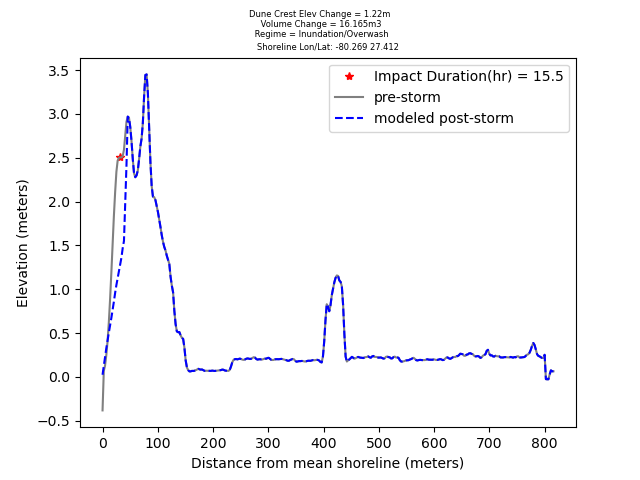 Dune Crest Elev Change = 1.22m
Volume Change = 16.165m3
Regime = Inundation/Overwash
Shoreline Lon/Lat: -80.269 27.412
Impact Duration(hr) = 15.5
pre-storm
modeled post-storm
Elevation (meters)
3.5
3.0
2.5
2.0
1.5
1.0
0.5
0.0
−0.5
0 100 200 300 400 500 600 700 800
Distance from mean shoreline (meters)